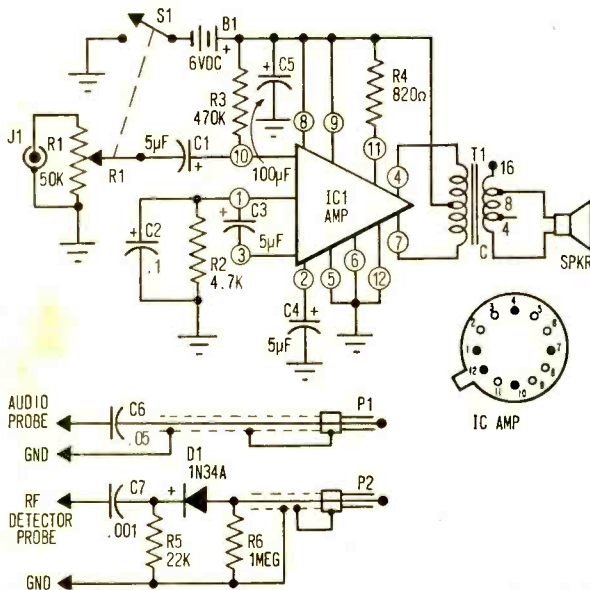 S1
B1
+
6VDC
R3
470K
+
C5
R4
820Ω
8
9
11
J1
R1
50K
R1
5µF
C1
+
10
100µF
4
T1
16
8
4
C
SPKR
IC1
AMP
1
+
C3
5µF
3
+
C2
.1
R2
4.7K
2
5
6
12
7
C4
+
5µF
3
4
5
2
6
1
7
12
8
11
10
9
IC AMP
AUDIO
PROBE
C6
.05
P1
GND
D1
1N34A
RF
DETECTOR
PROBE
C7
.001
+
P2
R5
22K
R6
1MEG
GND